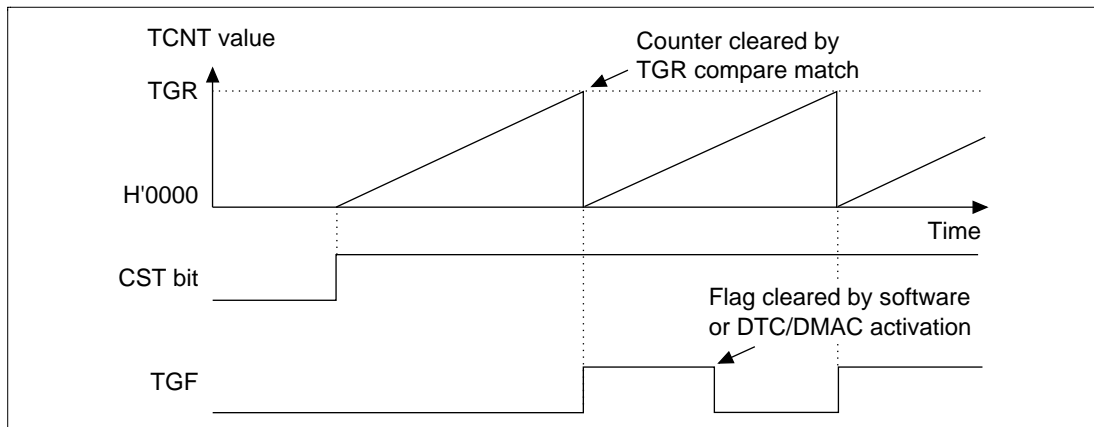 TCNT value
Counter cleared by
TGR compare match
TGR
H'0000
Time
CST bit
Flag cleared by software
or DTC/DMAC activation
TGF